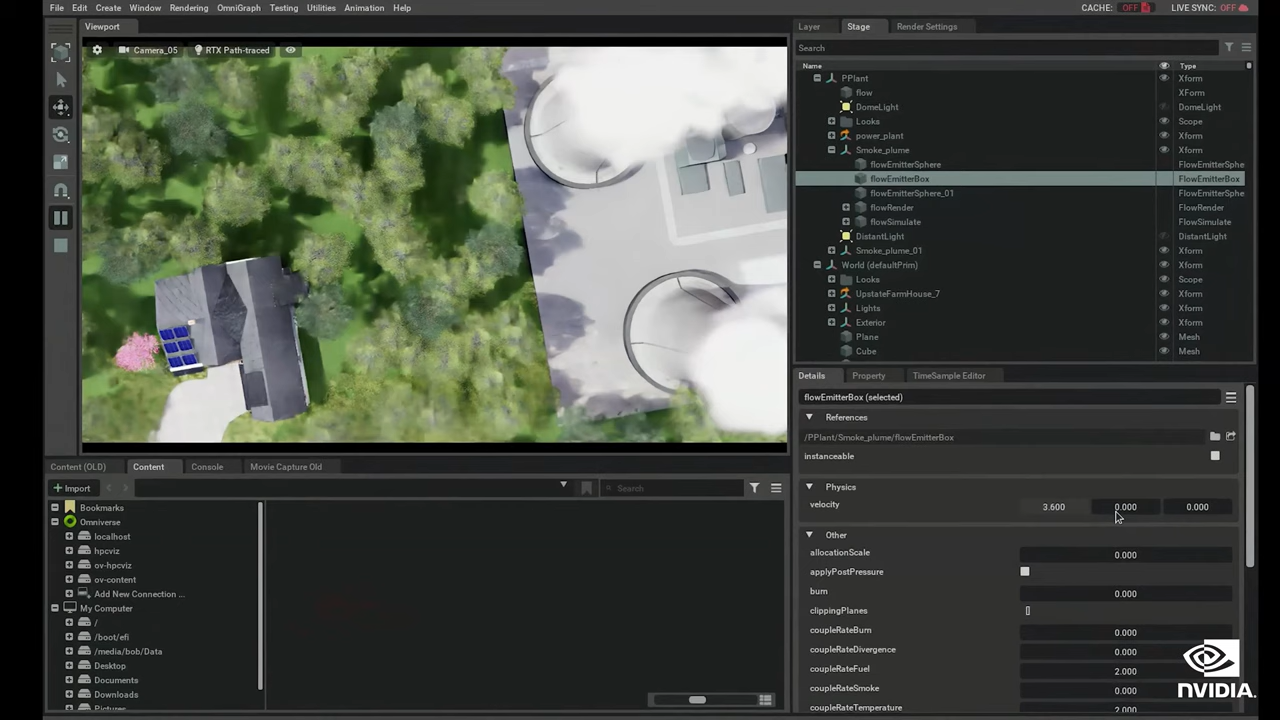 File Edit Create Window Rendering OmniGraph Testing Utilities Animation Help CACHE: OFF LIVE SYNC: OFF
Viewport
Camera_05 RTX Path-traced
Layer Stage Render Settings
Search
Name Type
PPlant Xform
flow XForm
DomeLight DomeLight
Looks Scope
power_plant Xform
Smoke_plume Xform
flowEmitterSphere FlowEmitterSphe
flowEmitterBox FlowEmitterBox
flowEmitterSphere_01 FlowEmitterSphe
flowRender FlowRender
flowSimulate FlowSimulate
DistantLight DistantLight
Smoke_plume_01 Xform
World (defaultPrim) Xform
Looks Scope
UpstateFarmHouse_7 Xform
Lights Xform
Exterior Xform
Plane Mesh
Cube Mesh
Details Property TimeSample Editor
flowEmitterBox (selected)
References
/PPlant/Smoke_plume/flowEmitterBox
instanceable
Physics
velocity 3.600 0.000 0.000
Other
allocationScale 0.000
applyPostPressure
burn 0.000
clippingPlanes []
coupleRateBurn 0.000
coupleRateDivergence 0.000
coupleRateFuel 2.000
coupleRateSmoke 0.000
coupleRateTemperature 2.000
Content (OLD) Content Console Movie Capture Old
+ Import Search
Bookmarks
Omniverse
localhost
hpcviz
ov-hpcviz
ov-content
Add New Connection ...
My Computer
/
/boot/efi
/media/bob/Data
Desktop
Documents
Downloads
Pictures
NVIDIA.